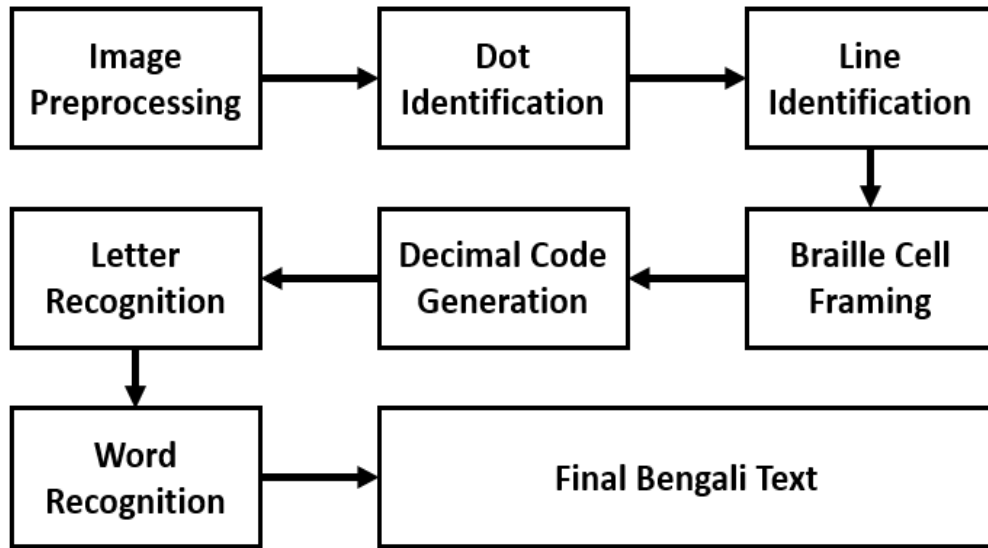 Image
Preprocessing
Dot
Identification
Line
Identification
Braille Cell
Framing
Decimal Code
Generation
Letter
Recognition
Word
Recognition
Final Bengali Text